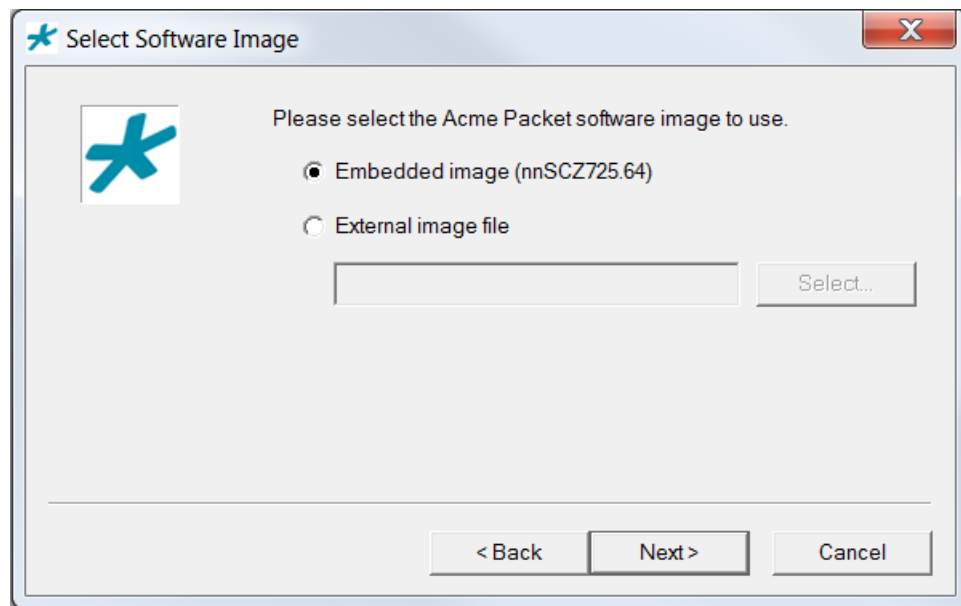 Select Software Image
X
Please select the Acme Packet software image to use.
Embedded image (nnSCZ725.64)
External image file
Select...
< Back
Next >
Cancel